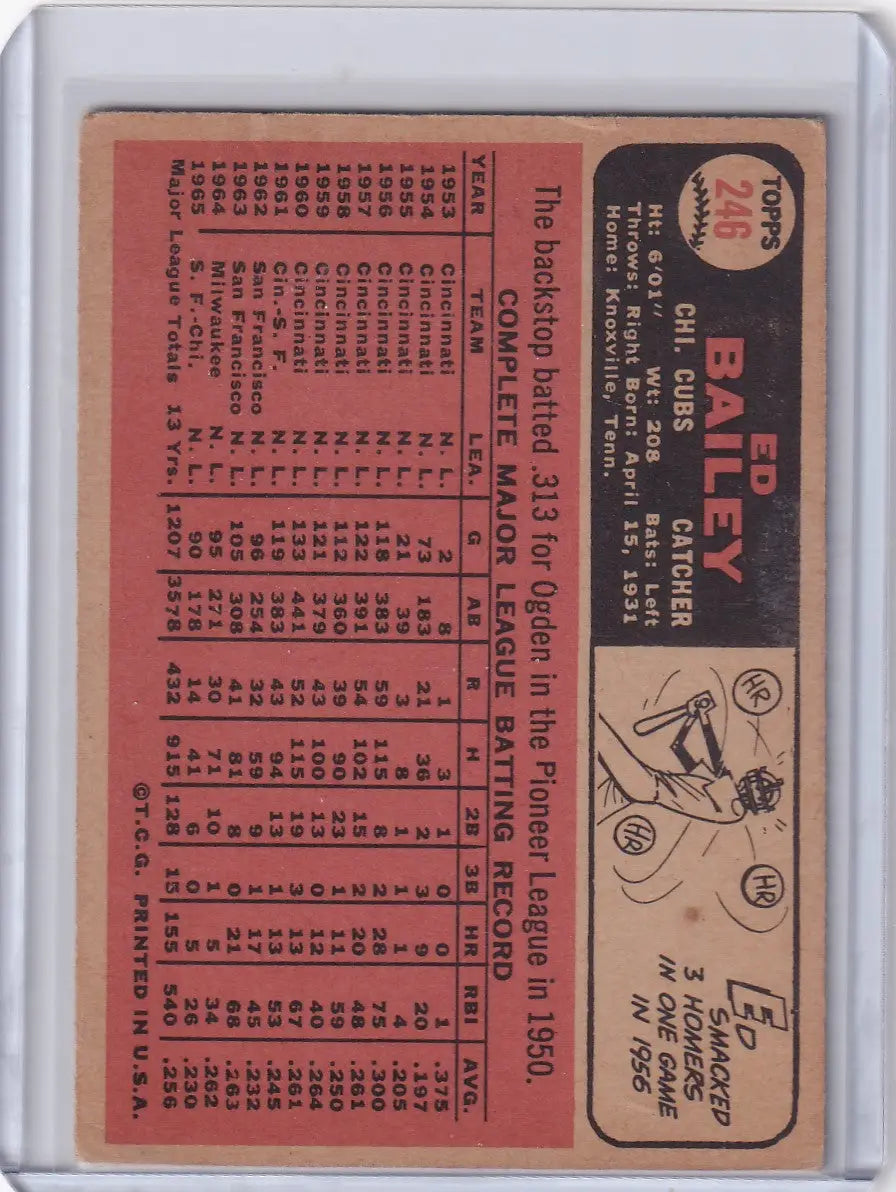 TOPPS
246
ED
BAILEY
CHI. CUBS CATCHER
Ht: 6'01" Wt: 208 Bats: Left
Throws: Right Born: April 15, 1931
Home: Knoxville, Tenn.
HR
HR
HR
ED
SMACKED
3 HOMERS
IN ONE GAME
IN 1956
The backstop batted .313 for Ogden in the Pioneer League in 1950.
COMPLETE MAJOR LEAGUE BATTING RECORD
YEAR TEAM LEA. G AB R H 2B 3B HR RBI AVG.
1953 Cincinnati N. L. 2 8 1 3 1 0 0 1 .375
1954 Cincinnati N. L. 73 183 21 36 2 3 9 20 .197
1955 Cincinnati N. L. 21 39 3 8 1 1 1 4 .205
1956 Cincinnati N. L. 118 383 59 115 8 2 28 75 .300
1957 Cincinnati N. L. 122 391 54 102 15 2 20 48 .261
1958 Cincinnati N. L. 112 360 39 90 23 1 11 59 .250
1959 Cincinnati N. L. 121 379 43 100 13 0 12 40 .264
1960 Cincinnati N. L. 133 441 52 115 19 3 13 67 .261
1961 Cin.-S. F. N. L. 119 383 43 94 13 1 13 53 .245
1962 San Francisco N. L. 96 254 32 59 9 1 17 45 .232
1963 San Francisco N. L. 105 308 41 81 8 0 21 68 .263
1964 Milwaukee N. L. 95 271 30 71 10 1 5 34 .262
1965 S. F.-Chi. N. L. 90 178 14 41 6 0 5 26 .230
Major League Totals 13 Yrs. 1207 3578 432 915 128 15 155 540 .256
©T.C.G. PRINTED IN U.S.A.